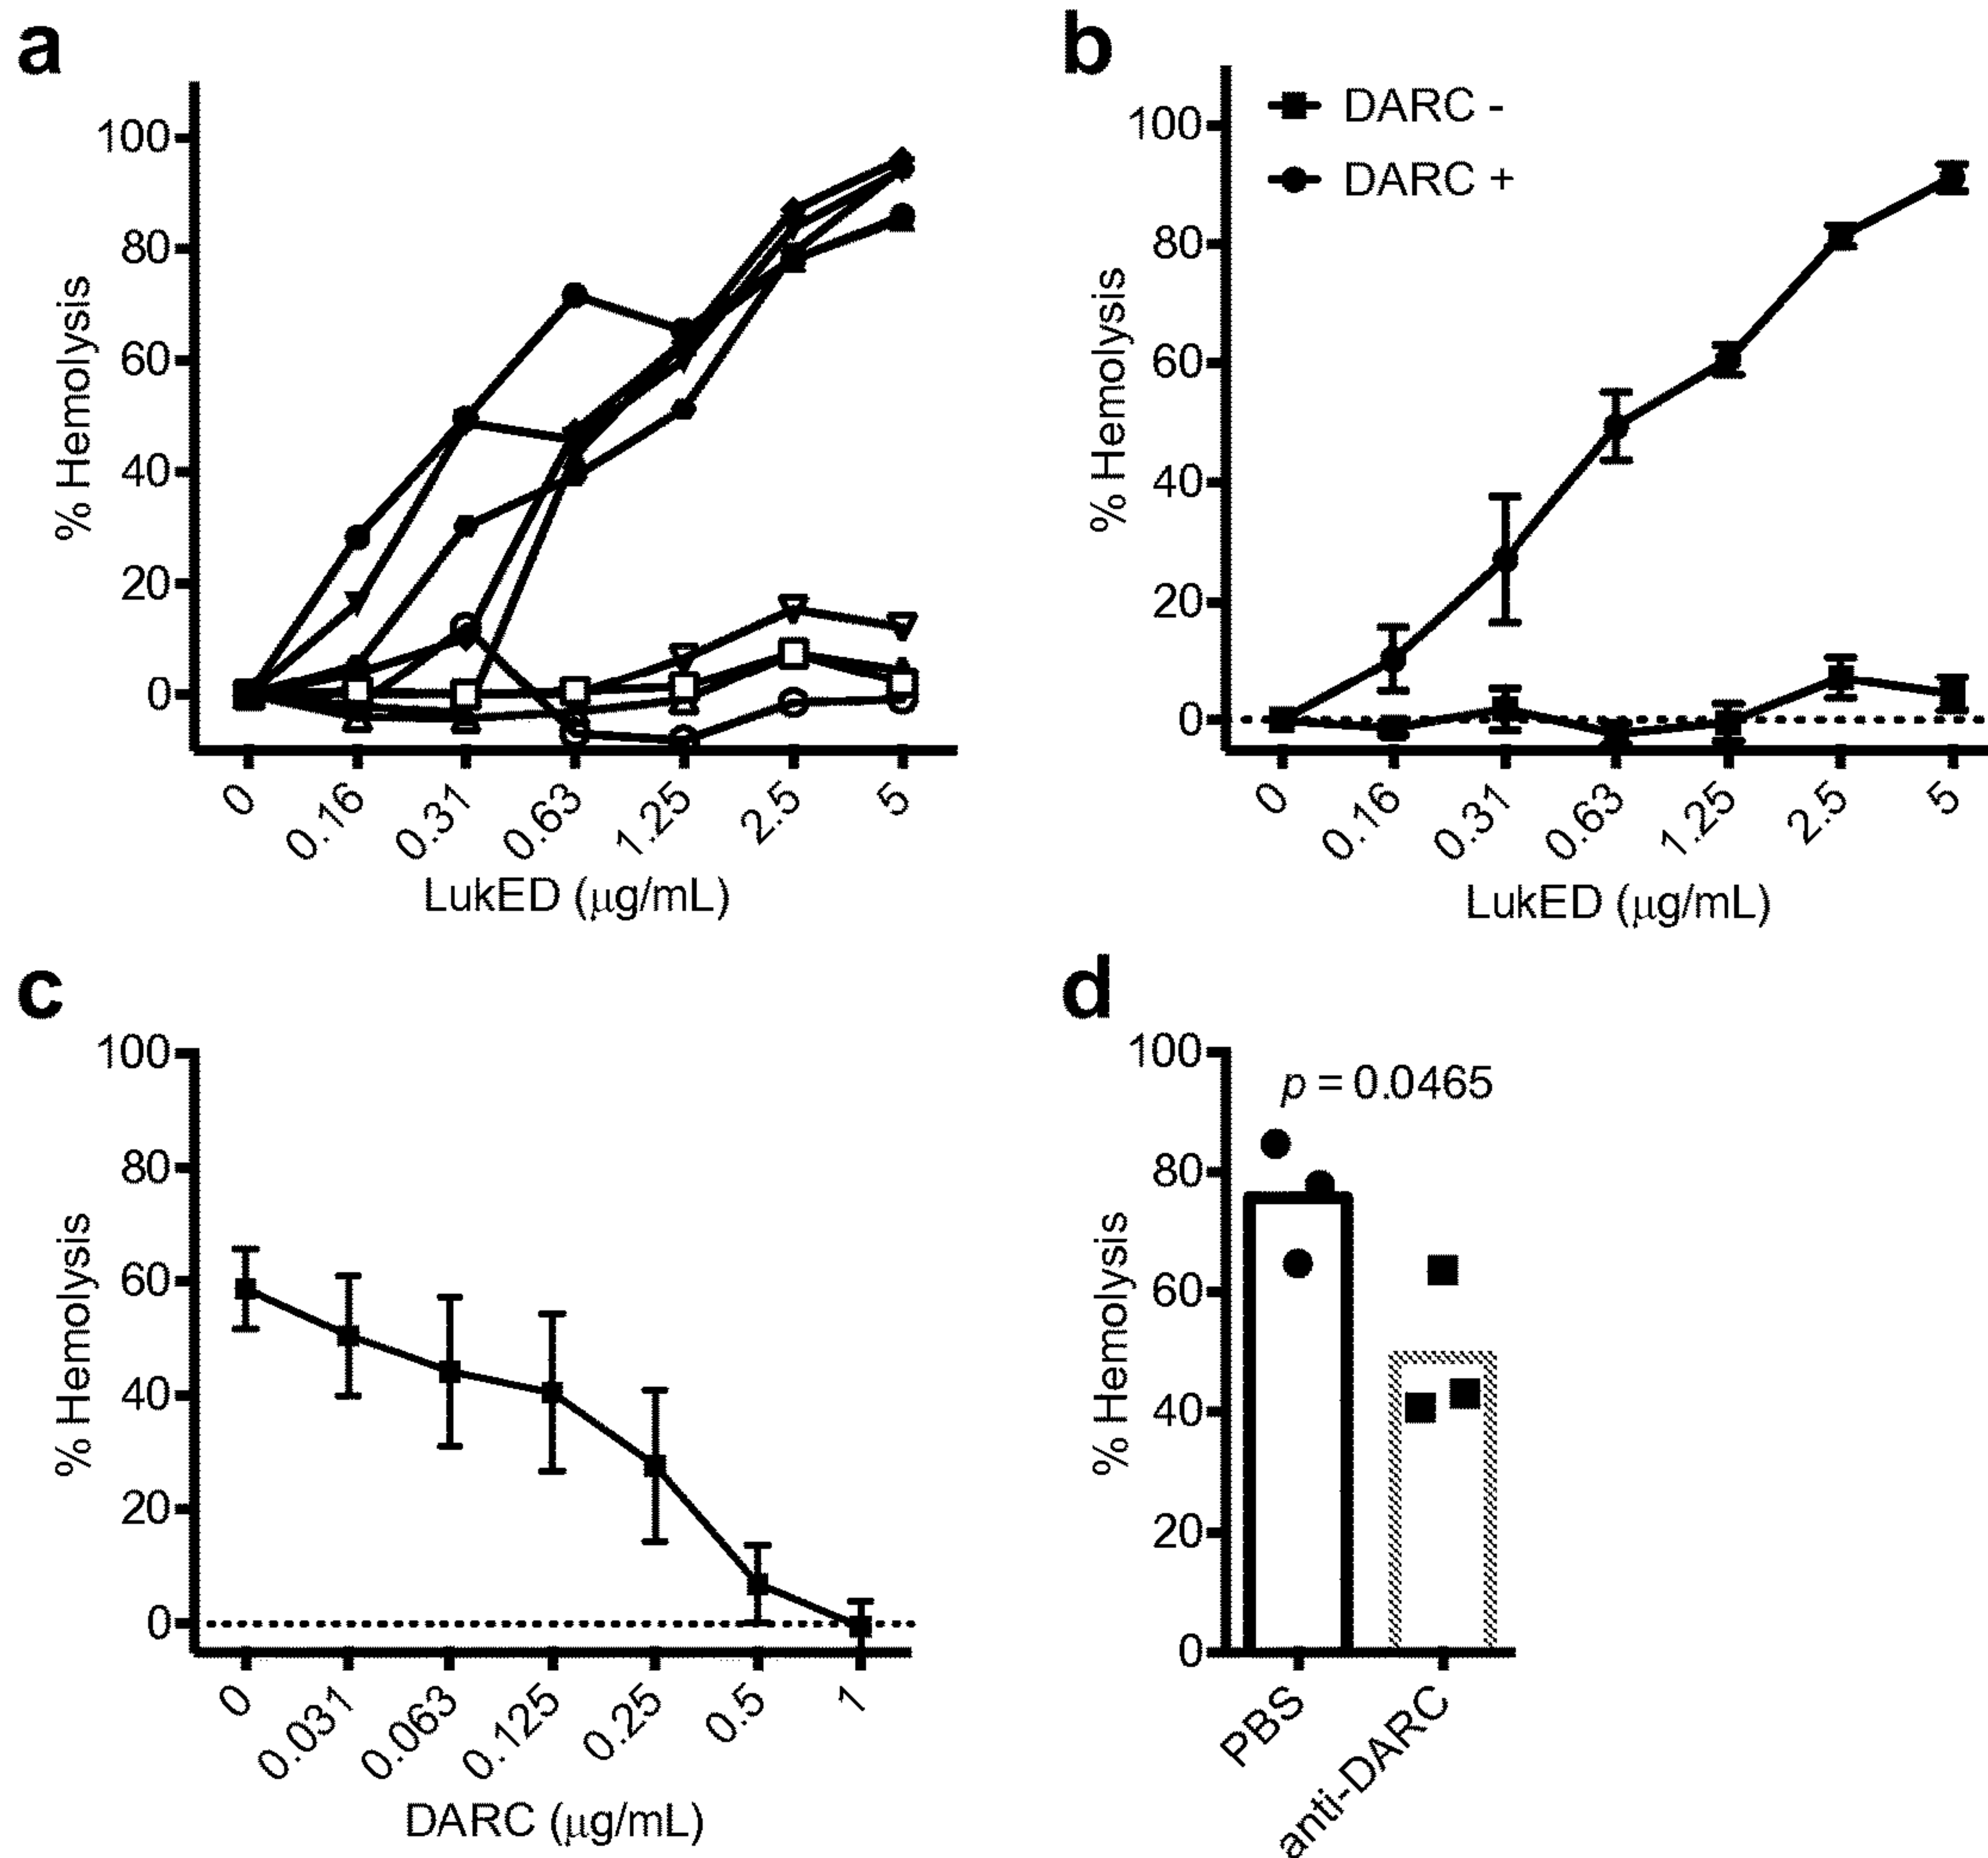 a
% Hemolysis
100
80
60
40
20
0
0 0.16 0.31 0.63 1.25 2.5 5
LukED (μg/mL)
b
DARC -
DARC +
% Hemolysis
100
80
60
40
20
0
0 0.16 0.31 0.63 1.25 2.5 5
LukED (μg/mL)
c
% Hemolysis
100
80
60
40
20
0
0 0.031 0.063 0.125 0.25 0.5 1
DARC (μg/mL)
d
p = 0.0465
% Hemolysis
100
80
60
40
20
0
PBS anti-DARC